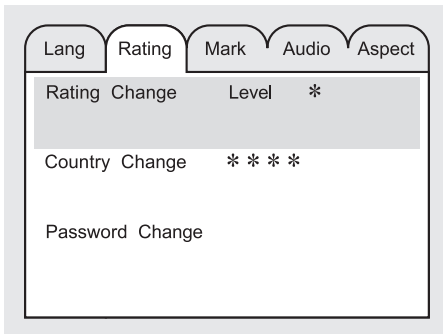 Lang Rating Mark Audio Aspect
Rating Change Level *
Country Change * * * *
Password Change